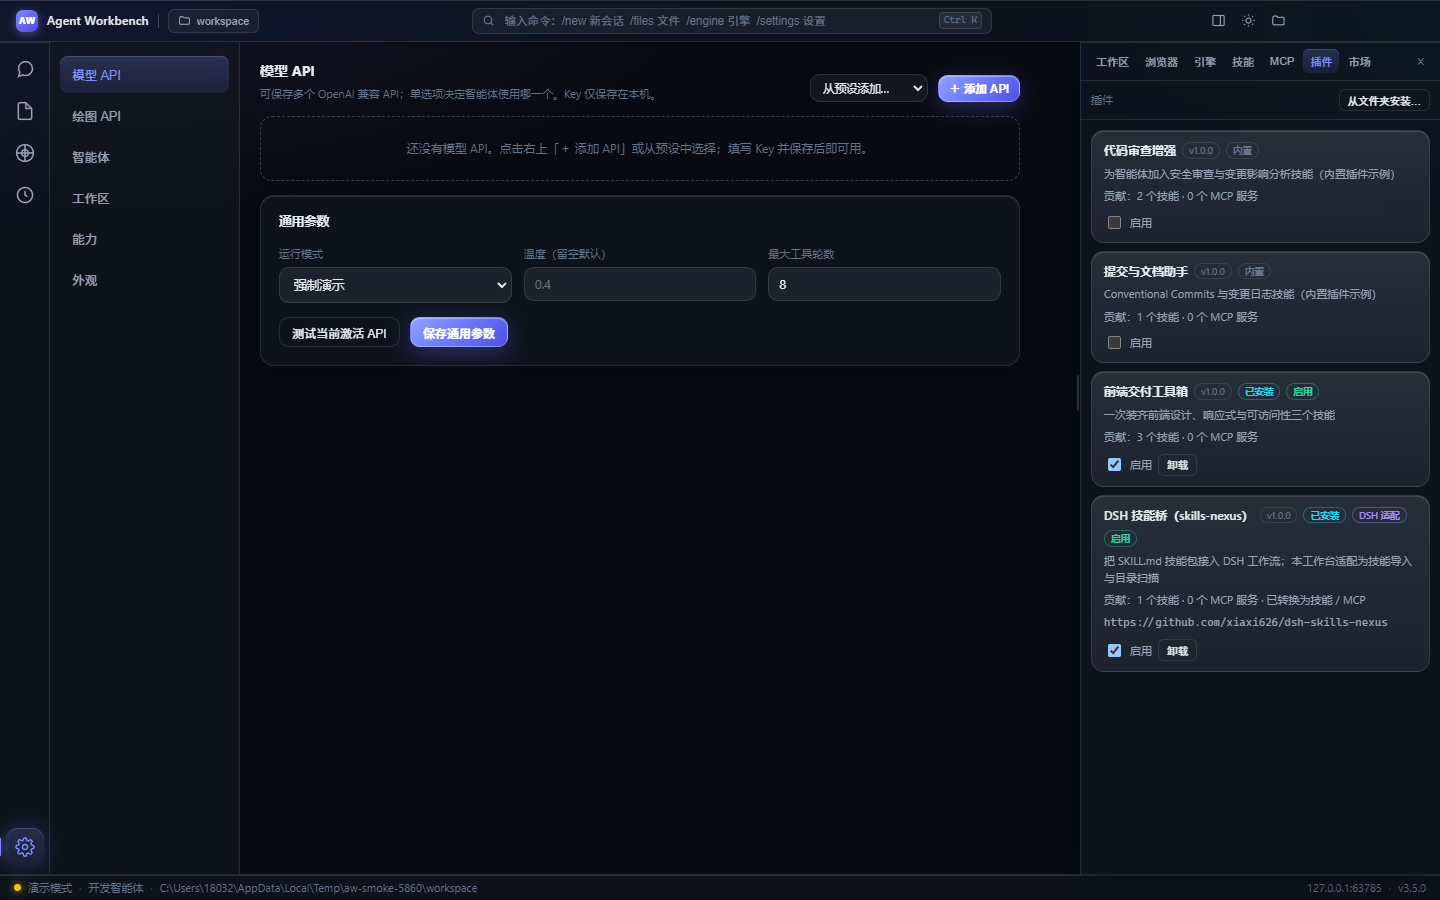 AW Agent Workbench workspace 输入命令：/new 新会话 /files 文件 /engine 引擎 /settings 设置 Ctrl K
模型 API
绘图 API
智能体
工作区
能力
外观
模型 API
可保存多个 OpenAI 兼容 API；单选项决定智能体使用哪一个。Key 仅保存在本机。
从预设添加... + 添加 API
还没有模型 API。点击右上「 + 添加 API」或从预设中选择；填写 Key 并保存后即可用。
通用参数
运行模式 温度（留空默认） 最大工具轮数
强制演示 0.4 8
测试当前激活 API 保存通用参数
工作区 浏览器 引擎 技能 MCP 插件 市场 ×
插件 从文件夹安装...
代码审查增强 v1.0.0 内置
为智能体加入安全审查与变更影响分析技能（内置插件示例）
贡献：2 个技能 · 0 个 MCP 服务
启用
提交与文档助手 v1.0.0 内置
Conventional Commits 与变更日志技能（内置插件示例）
贡献：1 个技能 · 0 个 MCP 服务
启用
前端交付工具箱 v1.0.0 已安装 启用
一次装齐前端设计、响应式与可访问性三个技能
贡献：3 个技能 · 0 个 MCP 服务
启用 卸载
DSH 技能桥（skills-nexus） v1.0.0 已安装 DSH 适配
启用
把 SKILL.md 技能包接入 DSH 工作流；本工作台适配为技能导入
与目录扫描
贡献：1 个技能 · 0 个 MCP 服务 · 已转换为技能 / MCP
https://github.com/xiaxi626/dsh-skills-nexus
启用 卸载
演示模式 · 开发智能体 · C:\Users\18032\AppData\Local\Temp\aw-smoke-5860\workspace 127.0.0.1:63785 · v3.5.0